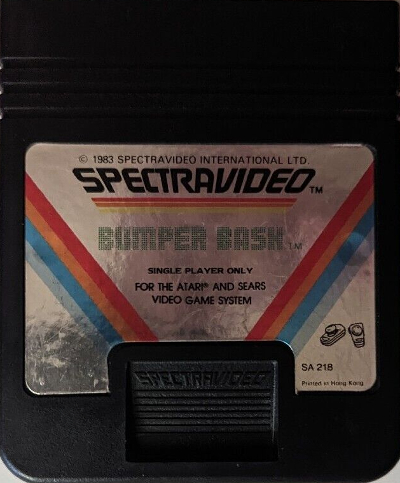 © 1983 SPECTRAVIDEO INTERNATIONAL LTD.
SPECTRAVIDEO TM
BUMPER BASH TM
SINGLE PLAYER ONLY
FOR THE ATARI® AND SEARS
VIDEO GAME SYSTEM
SA 218
Printed in Hong Kong
SPECTRAVIDEO